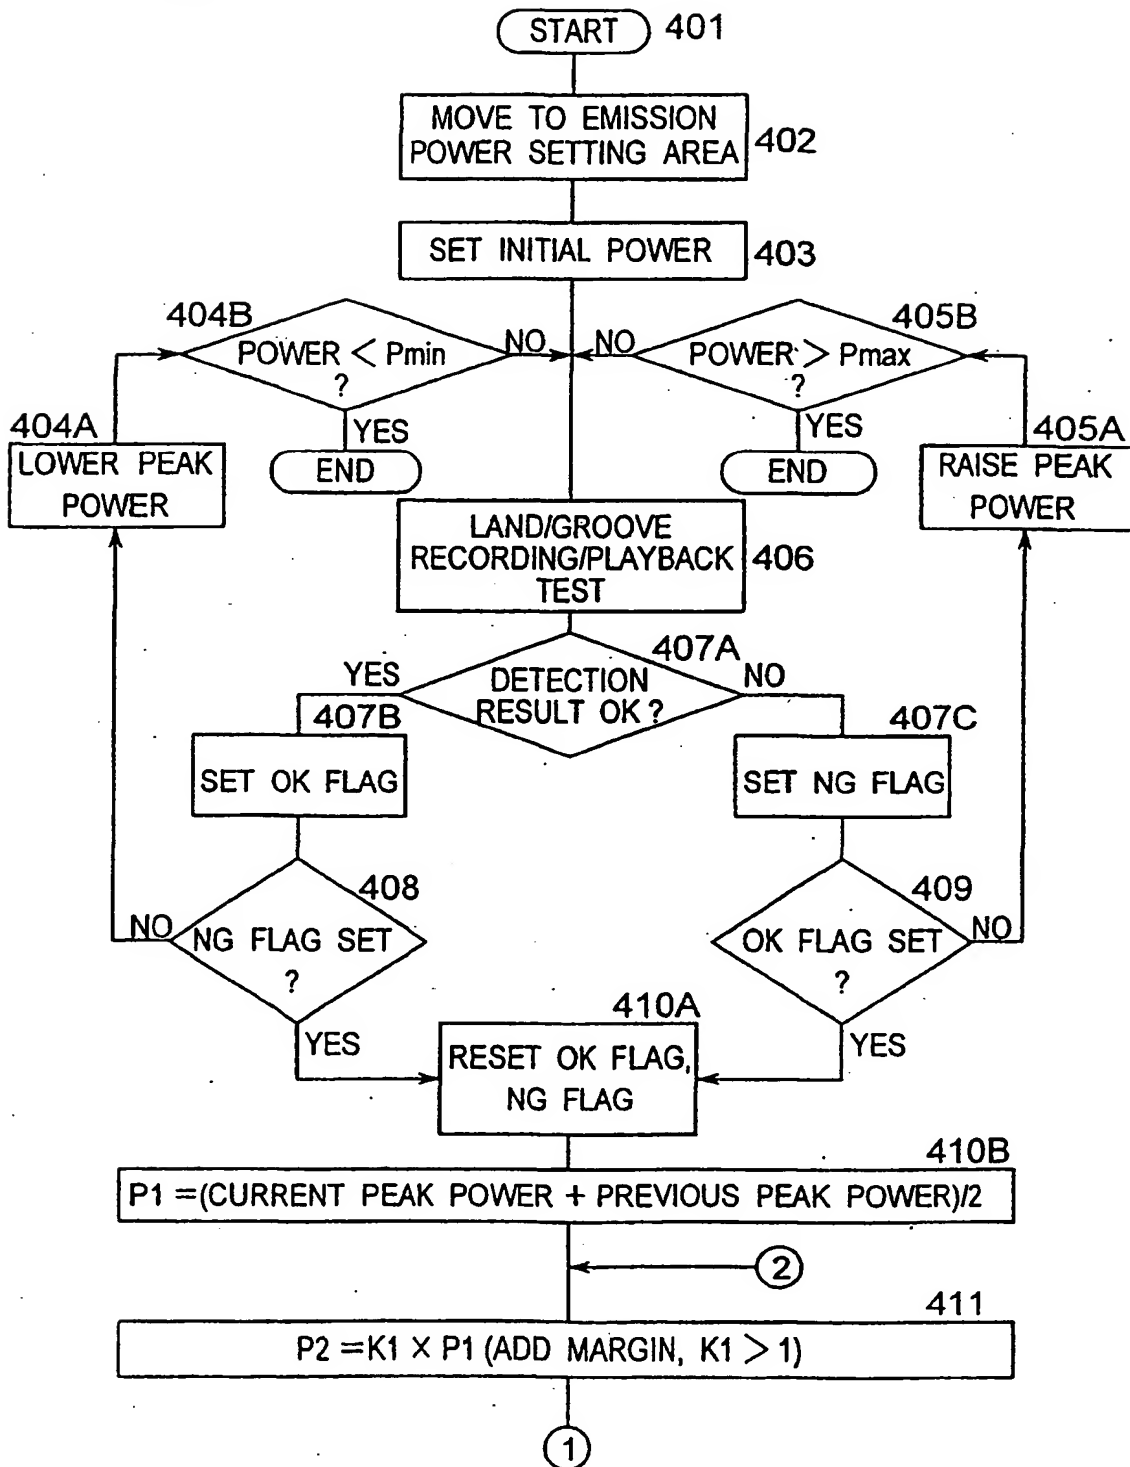 START 401
MOVE TO EMISSION
POWER SETTING AREA 402
SET INITIAL POWER 403
404B
POWER < Pmin
?
NO
YES
END
405B
POWER > Pmax
?
NO
YES
END
404A
LOWER PEAK
POWER
405A
RAISE PEAK
POWER
LAND/GROOVE
RECORDING/PLAYBACK
TEST
406
407A
DETECTION
RESULT OK ?
YES
NO
407B
SET OK FLAG
407C
SET NG FLAG
408
NG FLAG SET
?
NO
YES
409
OK FLAG SET
?
NO
YES
410A
RESET OK FLAG,
NG FLAG
410B
P1 =(CURRENT PEAK POWER + PREVIOUS PEAK POWER)/2
2
411
P2 =K1 X P1 (ADD MARGIN, K1 > 1)
1